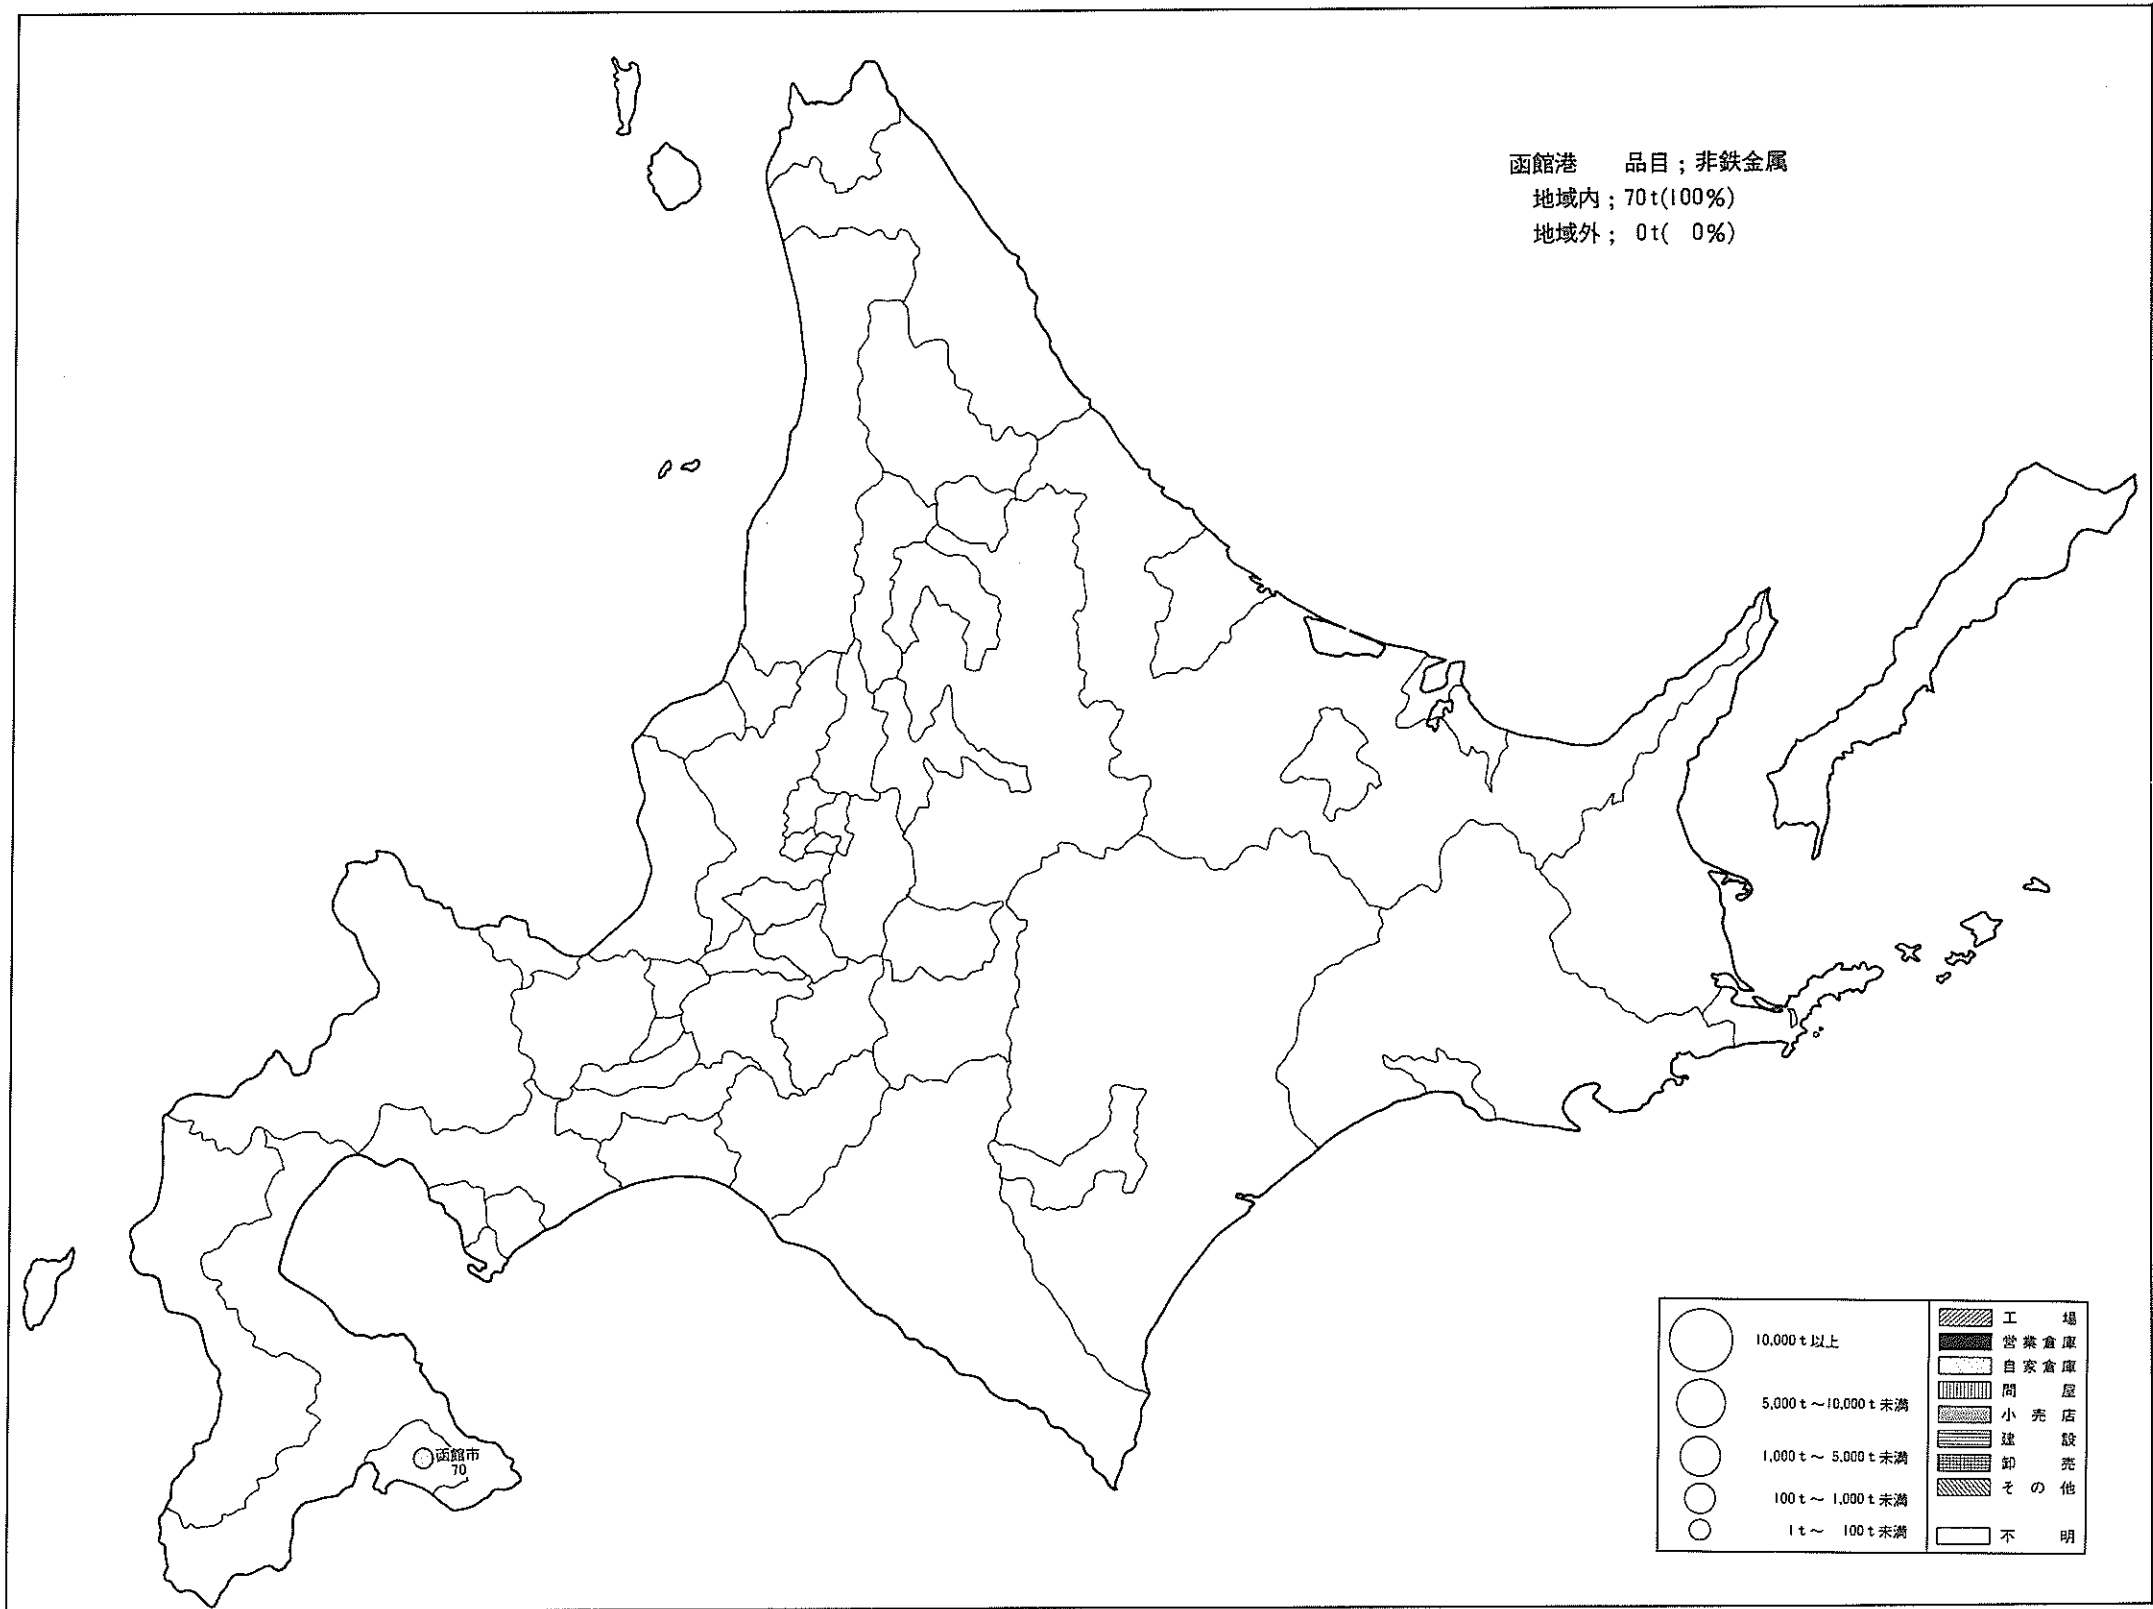 函館港 品目；非鉄金属
地域内；70t(100%)
地域外； 0t( 0%)
函館市
70
10,000t以上
5,000t～10,000t未満
1,000t～5,000t未満
100t～1,000t未満
1t～ 100t未満
工場
営業倉庫
自家倉庫
問屋
小売店
建設
卸売
その他
不明